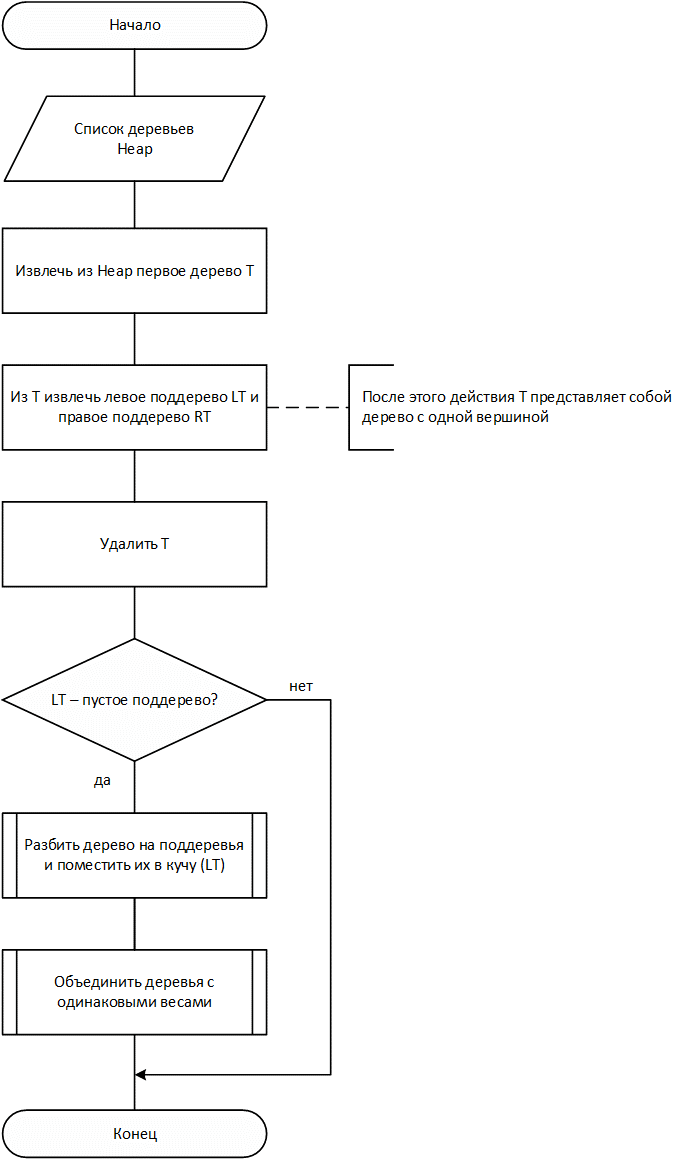 Начало
Список деревьев
Heap
Извлечь из Heap первое дерево T
Из T извлечь левое поддерево LT и
правое поддерево RT
После этого действия T представляет собой
дерево с одной вершиной
Удалить T
LT – пустое поддерево?
нет
да
Разбить дерево на поддеревья
и поместить их в кучу (LT)
Объединить деревья с
одинаковыми весами
Конец